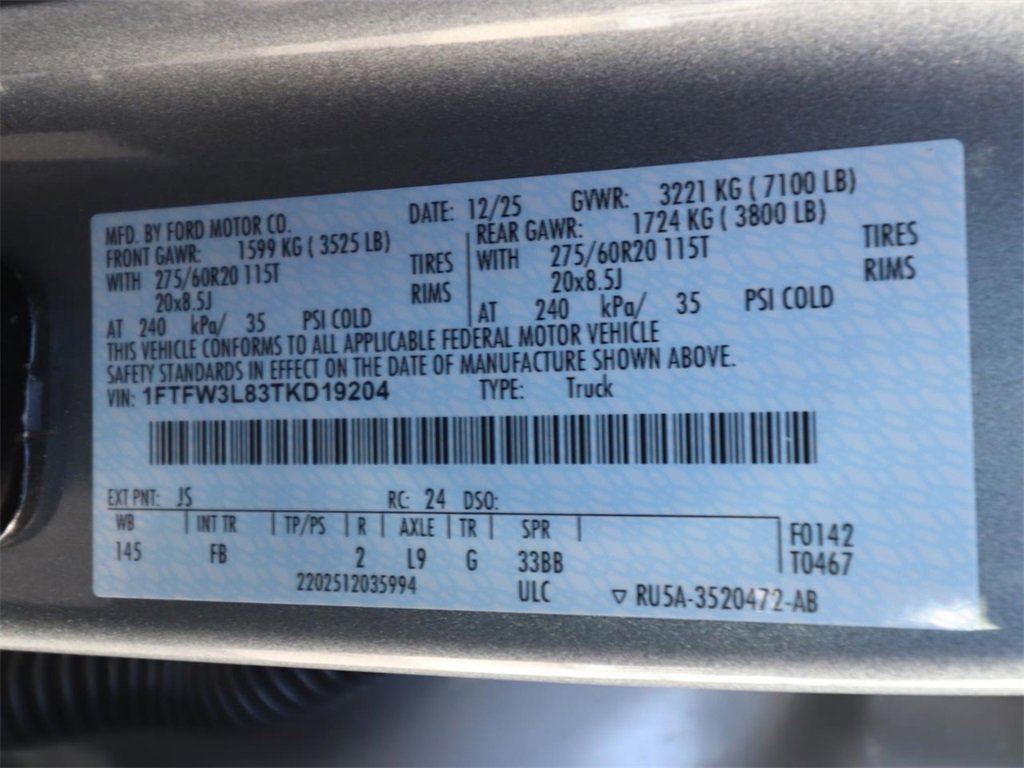 MFD. BY FORD MOTOR CO. DATE: 12/25 GVWR: 3221 KG ( 7100 LB)
FRONT GAWR: 1599 KG ( 3525 LB) REAR GAWR: 1724 KG ( 3800 LB)
WITH 275/60R20 115T TIRES WITH 275/60R20 115T TIRES
20x8.5J RIMS 20x8.5J RIMS
AT 240 kPa/ 35 PSI COLD AT 240 kPa/ 35 PSI COLD
THIS VEHICLE CONFORMS TO ALL APPLICABLE FEDERAL MOTOR VEHICLE
SAFETY STANDARDS IN EFFECT ON THE DATE OF MANUFACTURE SHOWN ABOVE.
VIN: 1FTFW3L83TKD19204 TYPE: Truck
EXT PNT: JS RC: 24 DSO:
WB INT TR TP/PS R AXLE TR SPR F0142
145 FB 2 L9 G 33BB T0467
2202512035994 ULC ▽ RU5A-3520472-AB